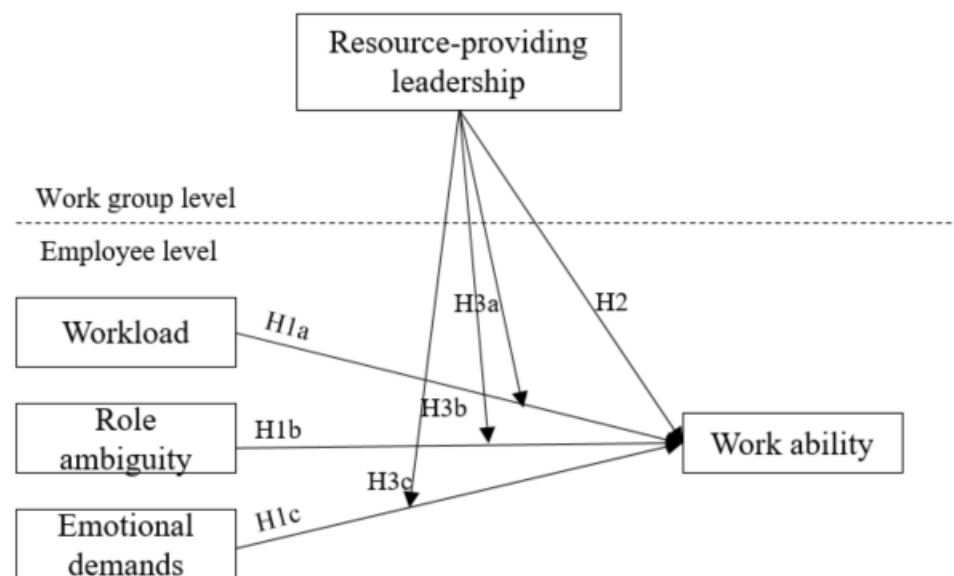 Resource-providing
leadership
Work group level
Employee level
H3a
H2
Workload
H1a
H3b
Role
ambiguity
H1b
Work ability
H3c
Emotional
demands
H1c